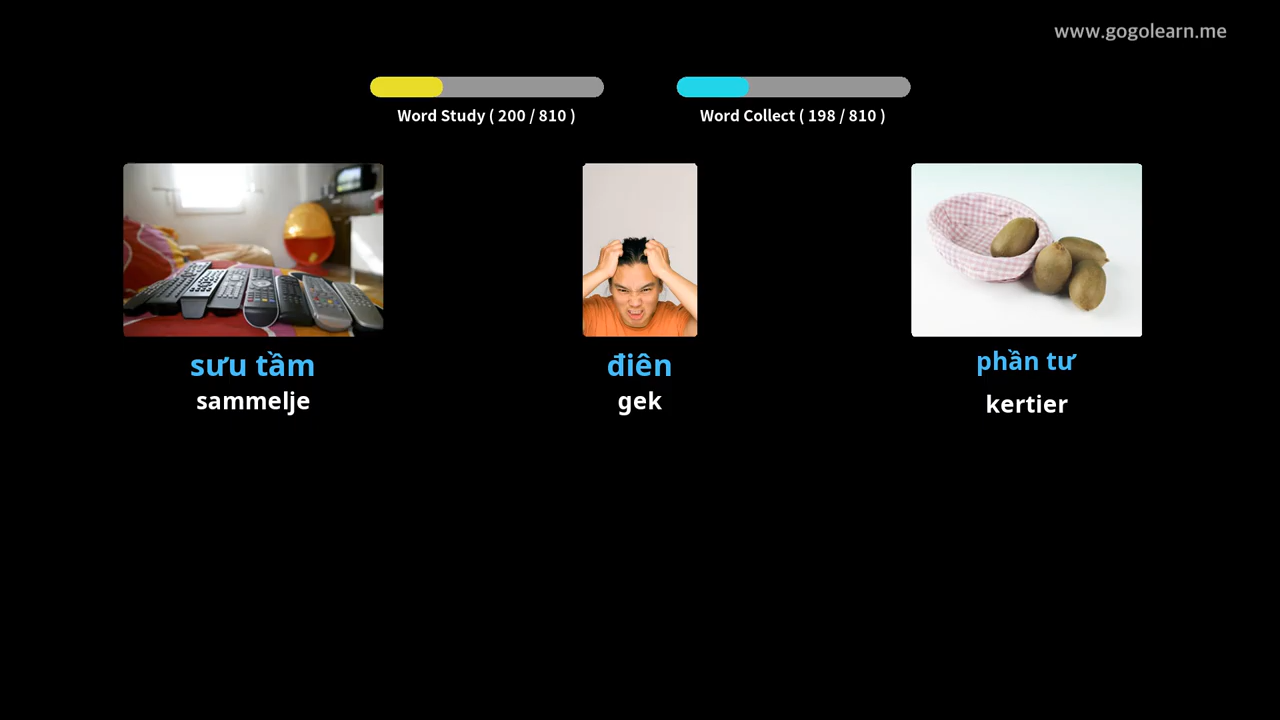 www.gogolearn.me
Word Study ( 200 / 810 )
Word Collect ( 198 / 810 )
sưu tầm
sammelje
điên
gek
phần tư
kertier